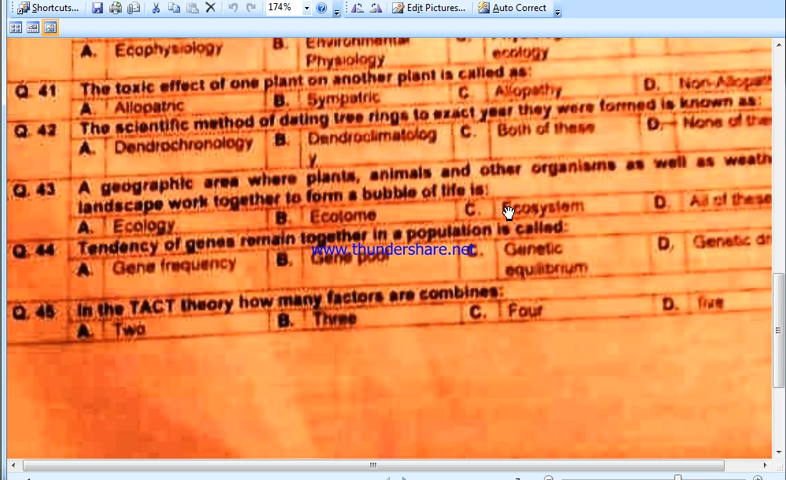 Shortcuts... 174% Edit Pictures... Auto Correct
A. Ecophysiology B. Environmental ecology
Physiology
Q. 41 The toxic effect of one plant on another plant is called as:
A. Allopatric B. Sympatric C. Allopathy D. Non-Allopath
Q. 42 The scientific method of dating tree rings to exact year they were formed is known as:
A. Dendrochronology B. Dendroclimatolog C. Both of these D. None of the
y
Q. 43 A geographic area where plants, animals and other organisms as well as weath
landscape work together to form a bubble of life is:
A. Ecology B. Ecotome C. Ecosystem D. All of these
Q. 44 Tendency of genes remain together in a population is called:
www.thundershare.net
A. Gene frequency B. Gene pool C. Genetic D. Genetic dr
equilibrium
Q. 45 In the TACT theory how many factors are combines:
A. Two B. Three C. Four D. five